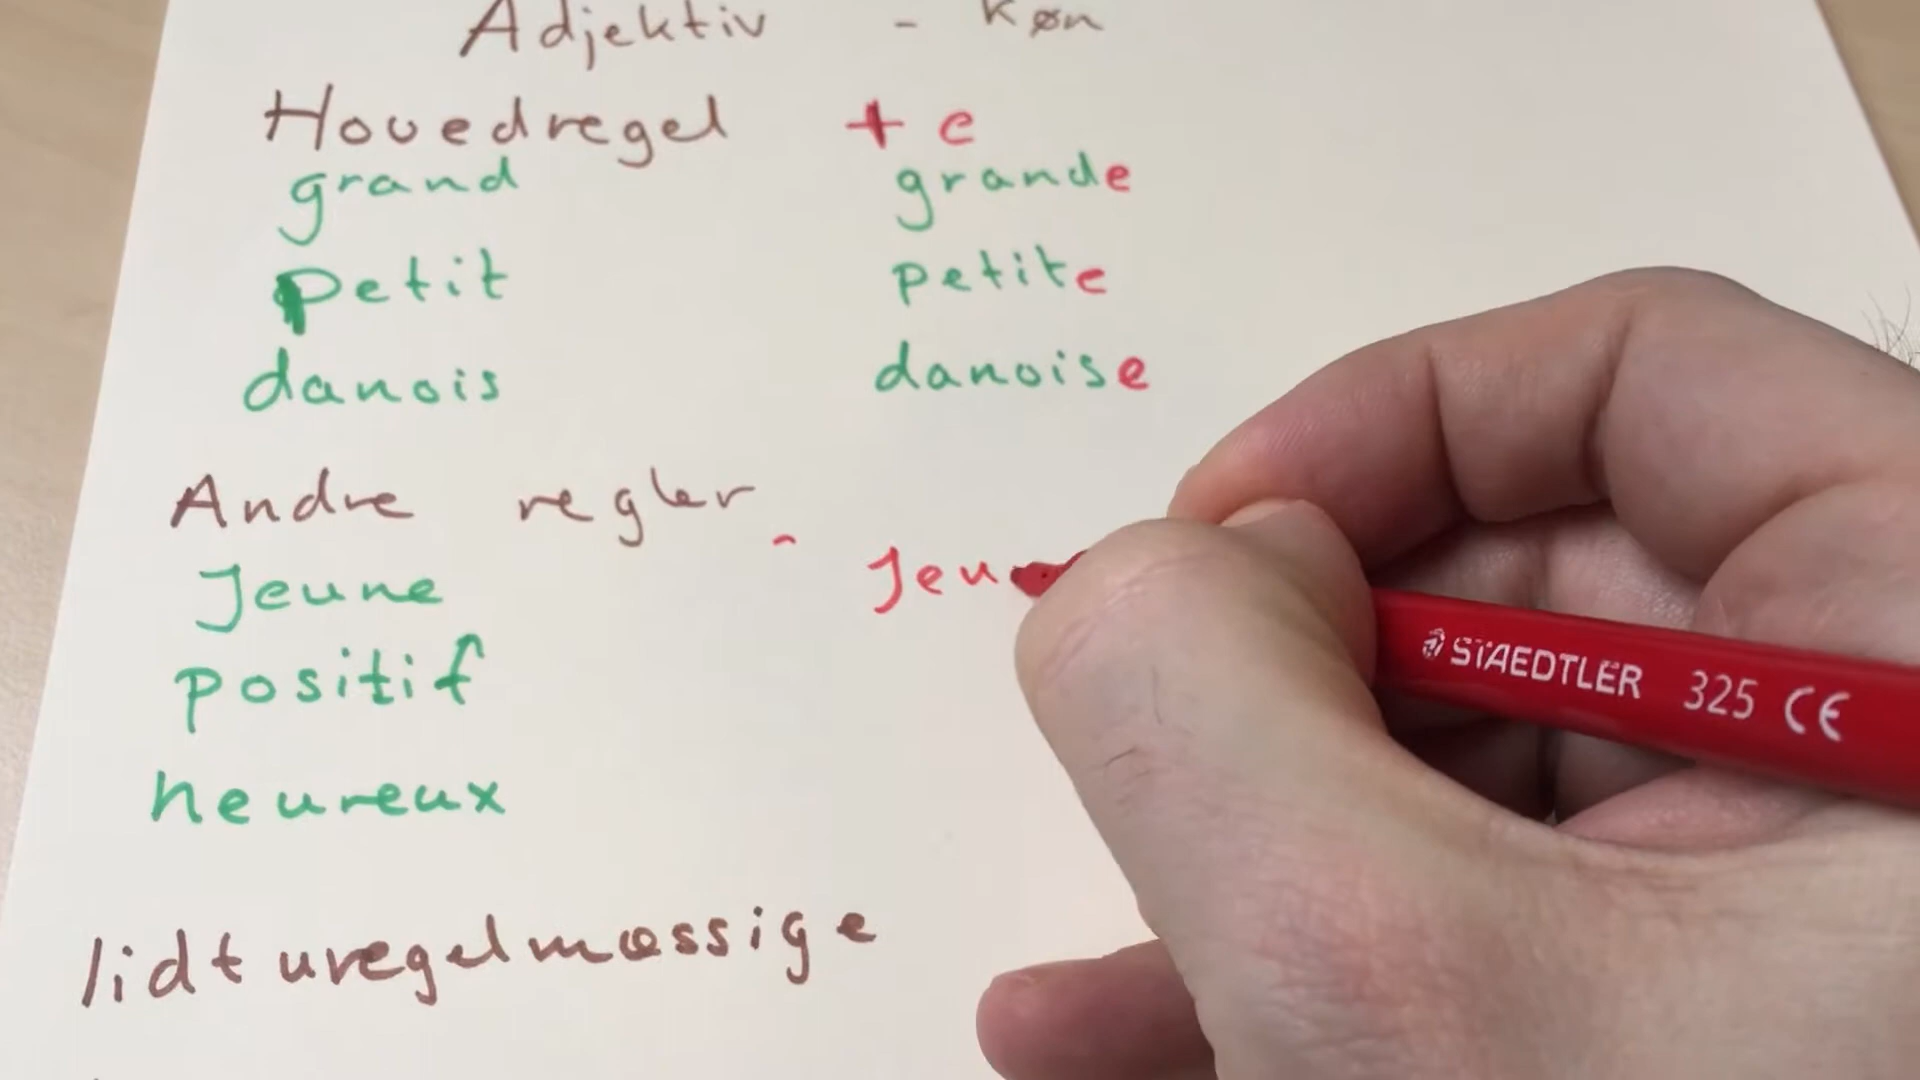 Adjektiv - Køn
Hovedregel + e
grand grande
petit petite
danois danoise
Andre regler
Jeune Jeu
positif
heureux
lidt uregelmæssige
STAEDTLER 325 CE